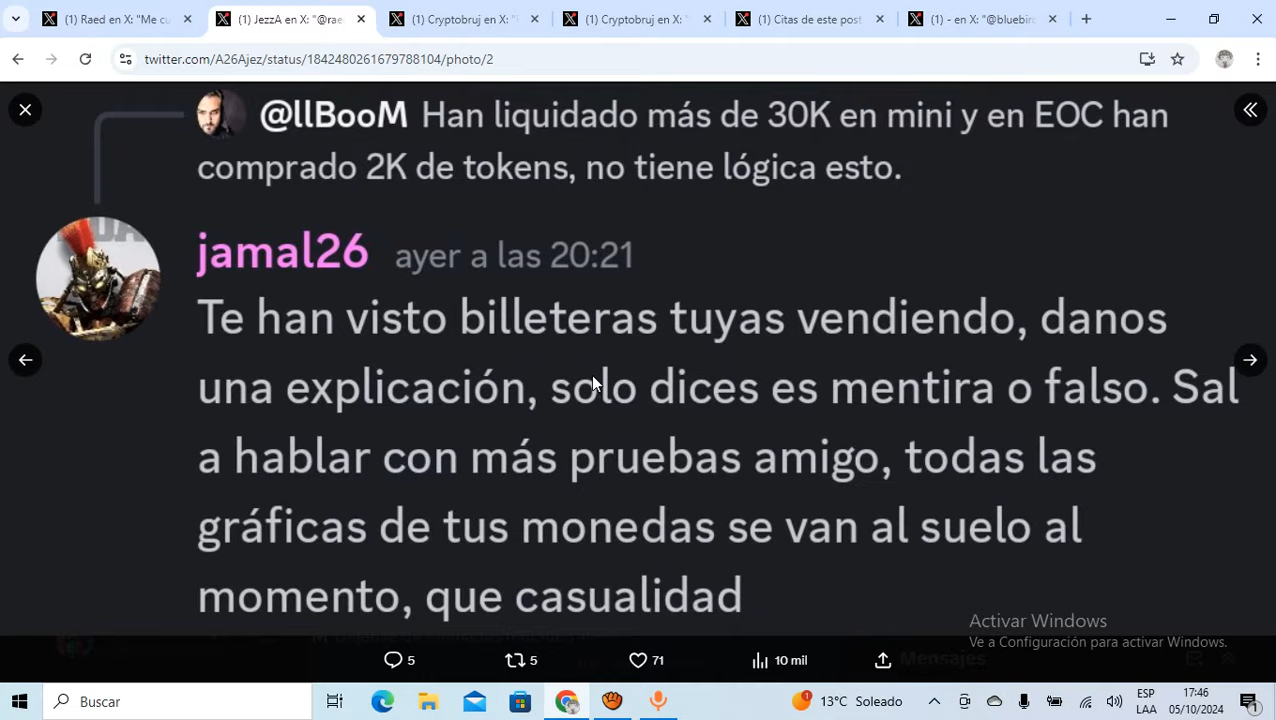 (1) Raed en X: "Me cu
(1) JezzA en X: "@rae
(1) Cryptobruj en X: "
(1) Cryptobruj en X: "
(1) Citas de este post
(1) - en X: "@bluebir
twitter.com/A26Ajez/status/1842480261679788104/photo/2
@llBooM Han liquidado más de 30K en mini y en EOC han
comprado 2K de tokens, no tiene lógica esto.
jamal26 ayer a las 20:21
Te han visto billeteras tuyas vendiendo, danos
una explicación, solo dices es mentira o falso. Sal
a hablar con más pruebas amigo, todas las
gráficas de tus monedas se van al suelo al
momento, que casualidad
Activar Windows
Ve a Configuración para activar Windows.
5 5 71 10 mil
Mensajes
Buscar
1
13°C Soleado
ESP
LAA
17:46
05/10/2024
1